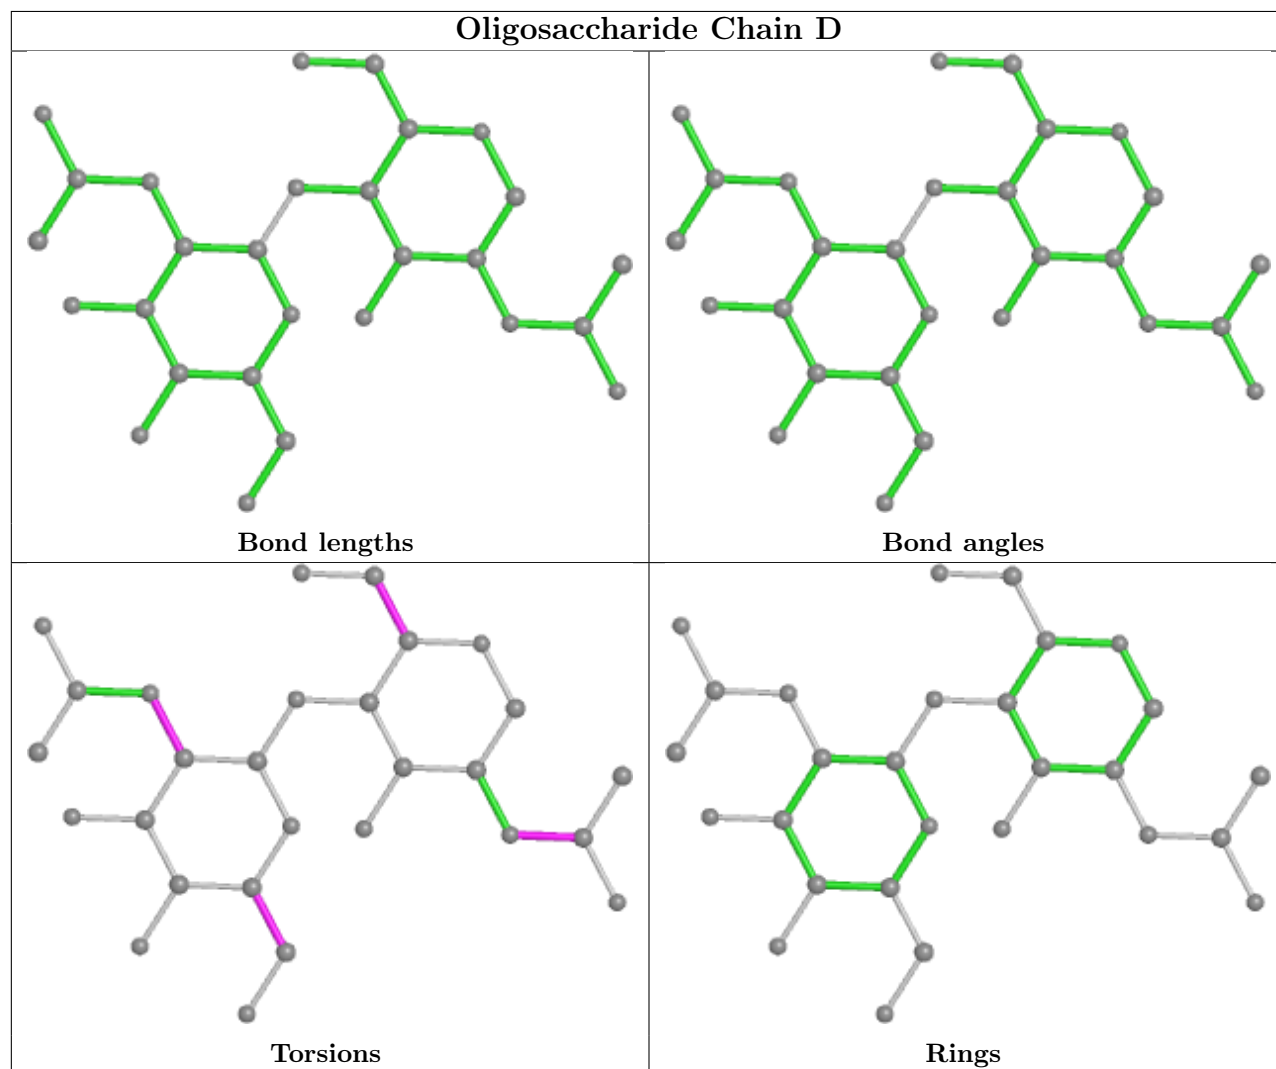 Oligosaccharide Chain D
Bond lengths
Bond angles
Torsions
Rings